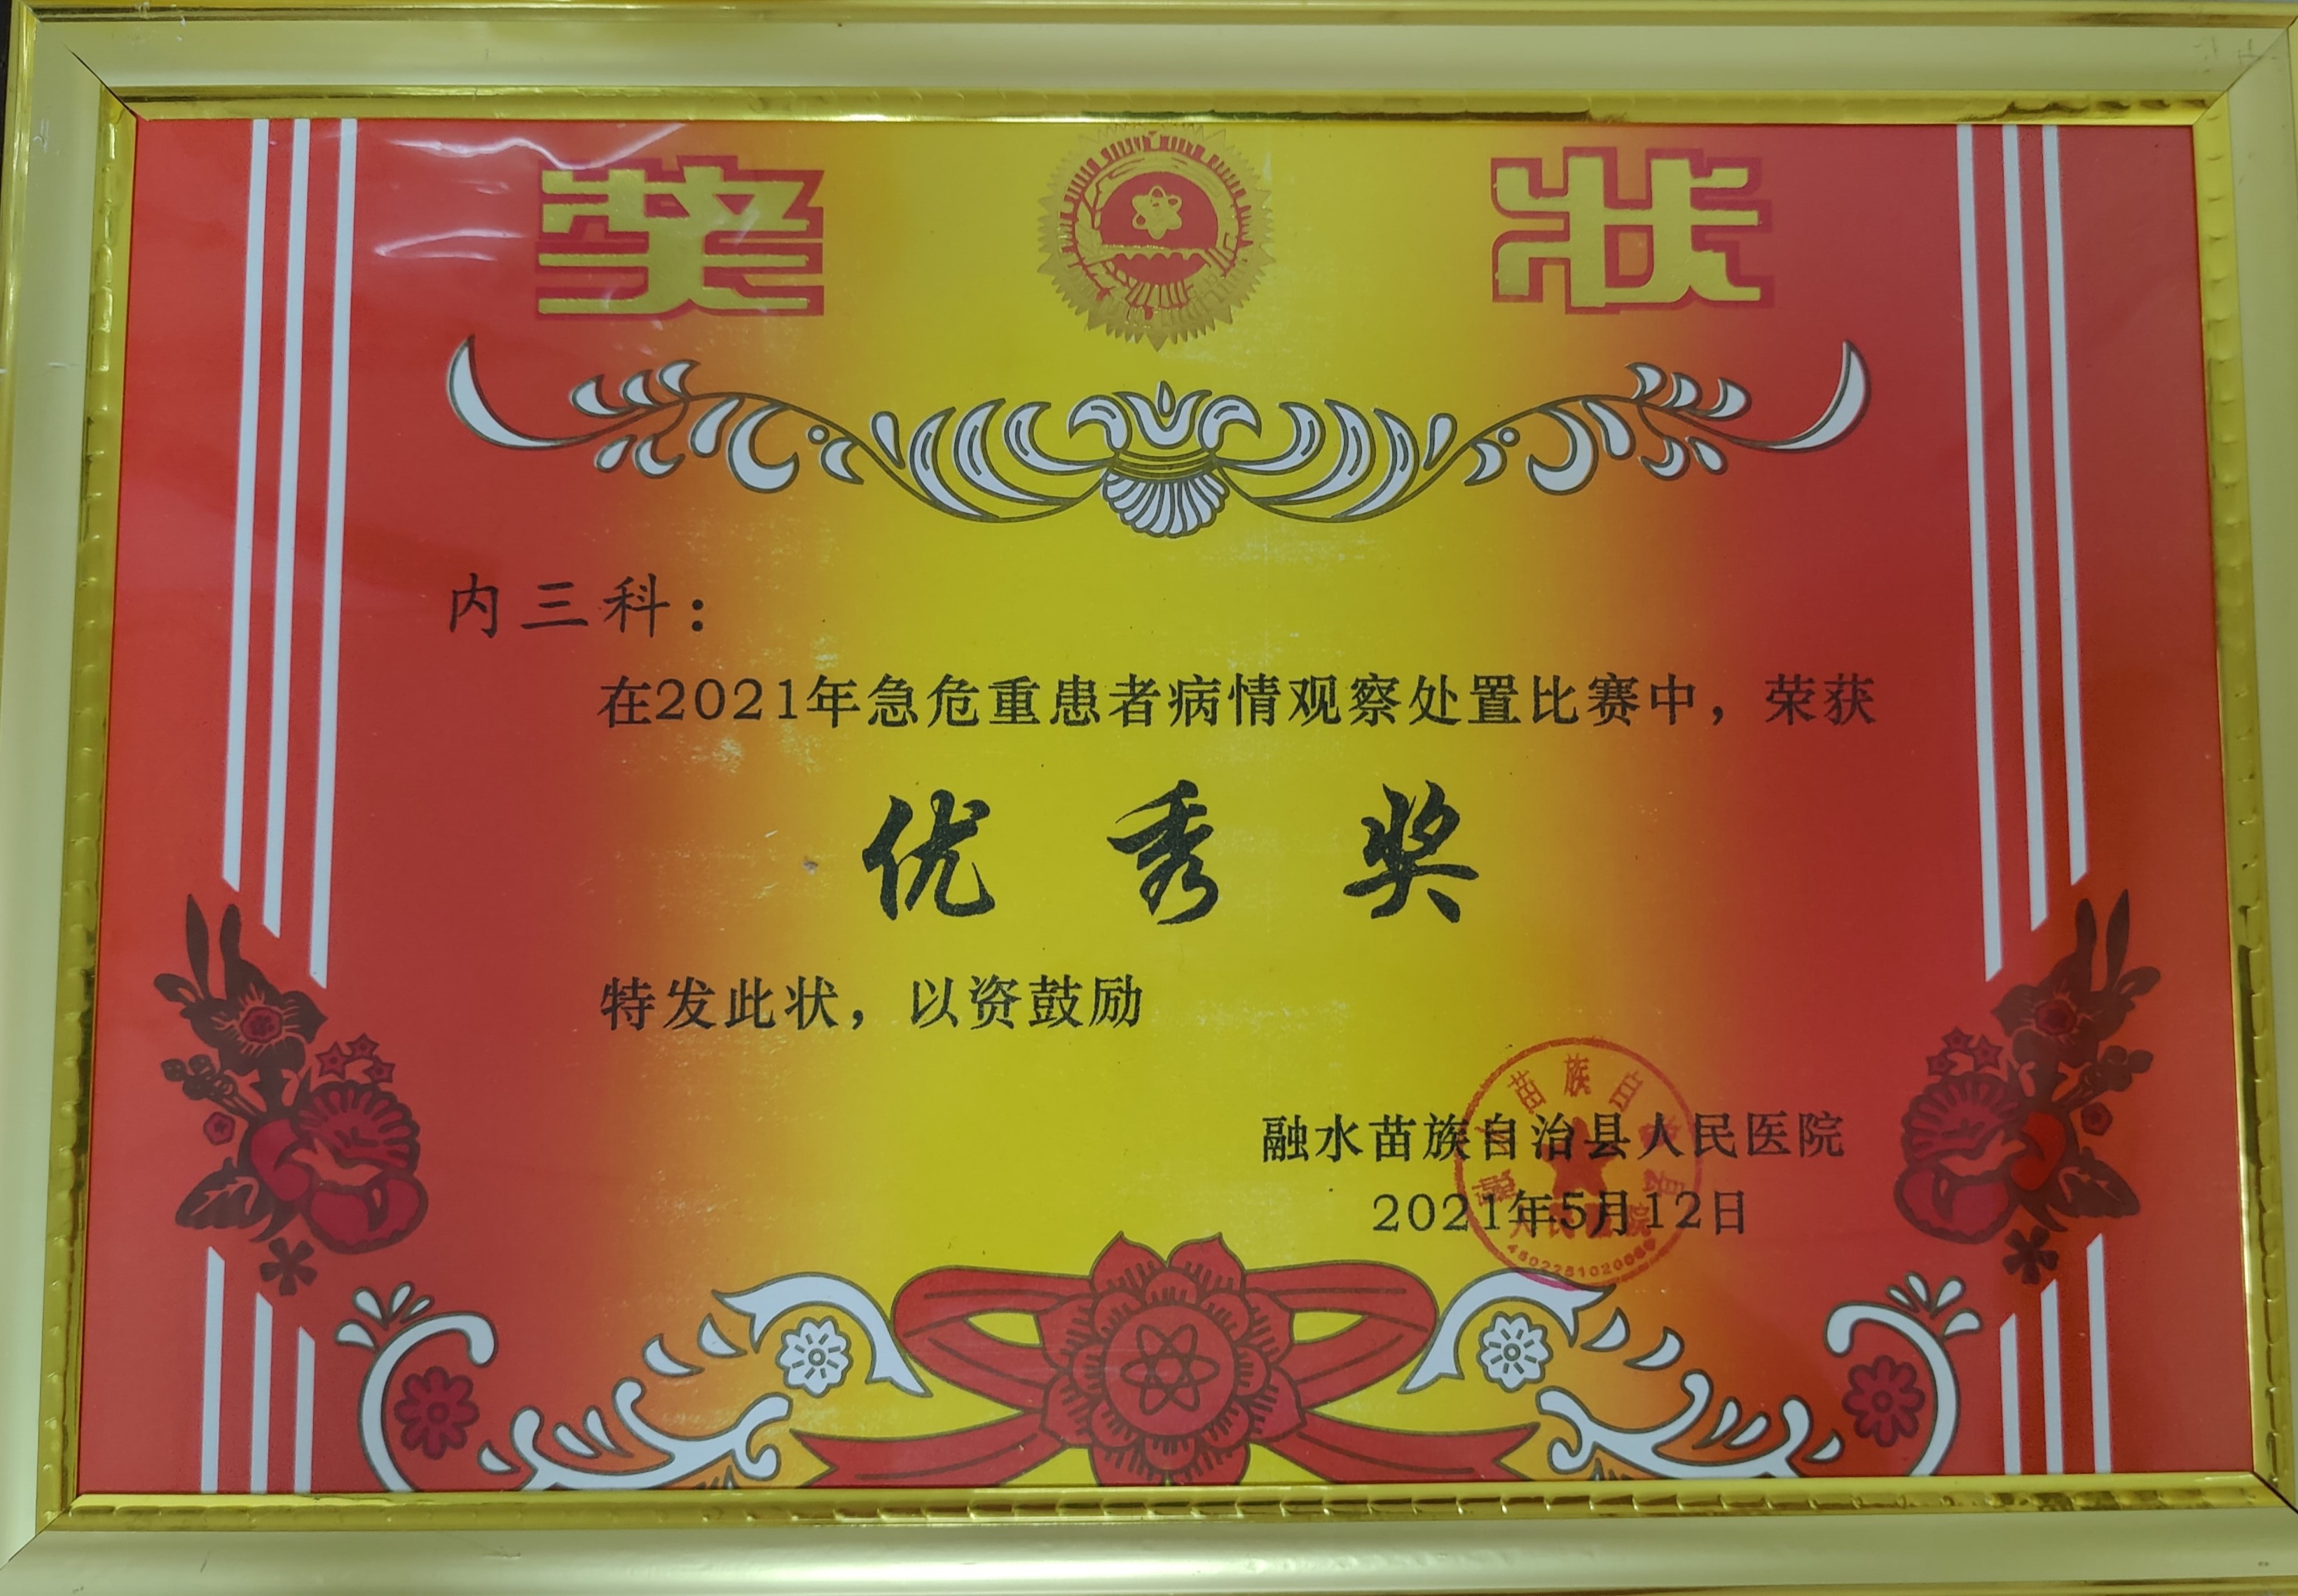 奖状
内三科：
在2021年急危重患者病情观察处置比赛中，荣获
优秀奖
特发此状，以资鼓励
融水苗族自治县人民医院
2021年5月12日
苗族自